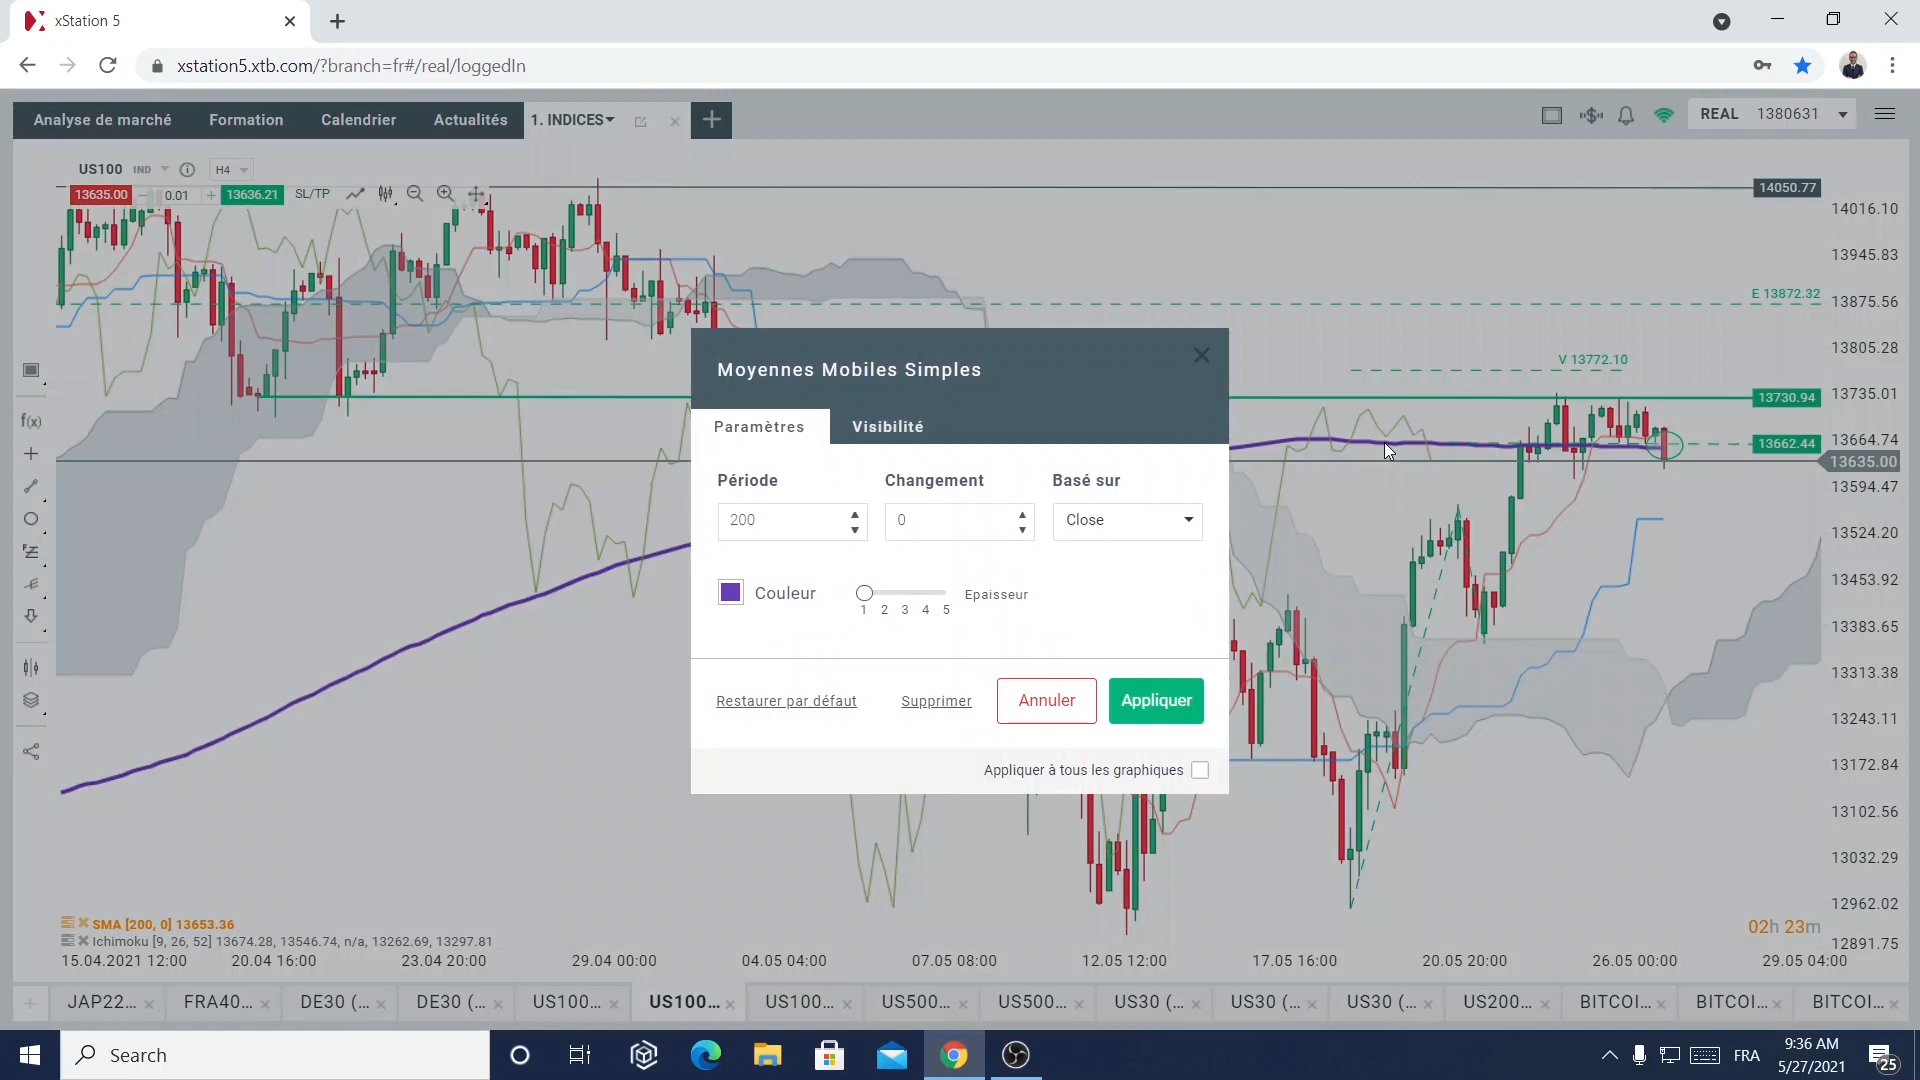 xStation 5
xstation5.xtb.com/?branch=fr#/real/loggedIn
Analyse de marché Formation Calendrier Actualités 1. INDICES REAL 1380631
US100 IND H4
13635.00 0.01 13636.21 SL/TP
14050.77
14016.10
13945.83
E 13872.32
13875.56
13805.28
V 13772.10
13735.01
13730.94
13664.74
13662.44
13635.00
13594.47
13524.20
13453.92
13383.65
13313.38
13243.11
13172.84
13102.56
13032.29
12962.02
12891.75
f(x)
Moyennes Mobiles Simples
Paramètres Visibilité
Période Changement Basé sur
200 0 Close
Couleur Epaisseur
1 2 3 4 5
Restaurer par défaut Supprimer Annuler Appliquer
Appliquer à tous les graphiques
SMA [200, 0] 13653.36
Ichimoku [9, 26, 52] 13674.28, 13546.74, n/a, 13262.69, 13297.81
02h 23m
15.04.2021 12:00 20.04 16:00 23.04 20:00 29.04 00:00 04.05 04:00 07.05 08:00 12.05 12:00 17.05 16:00 20.05 20:00 26.05 00:00 29.05 04:00
JAP22... FRA40... DE30 (... DE30 (... US100... US100... US100... US500... US500... US30 (... US30 (... US30 (... US200... BITCOI... BITCOI... BITCOI...
Search
FRA
9:36 AM
5/27/2021
25